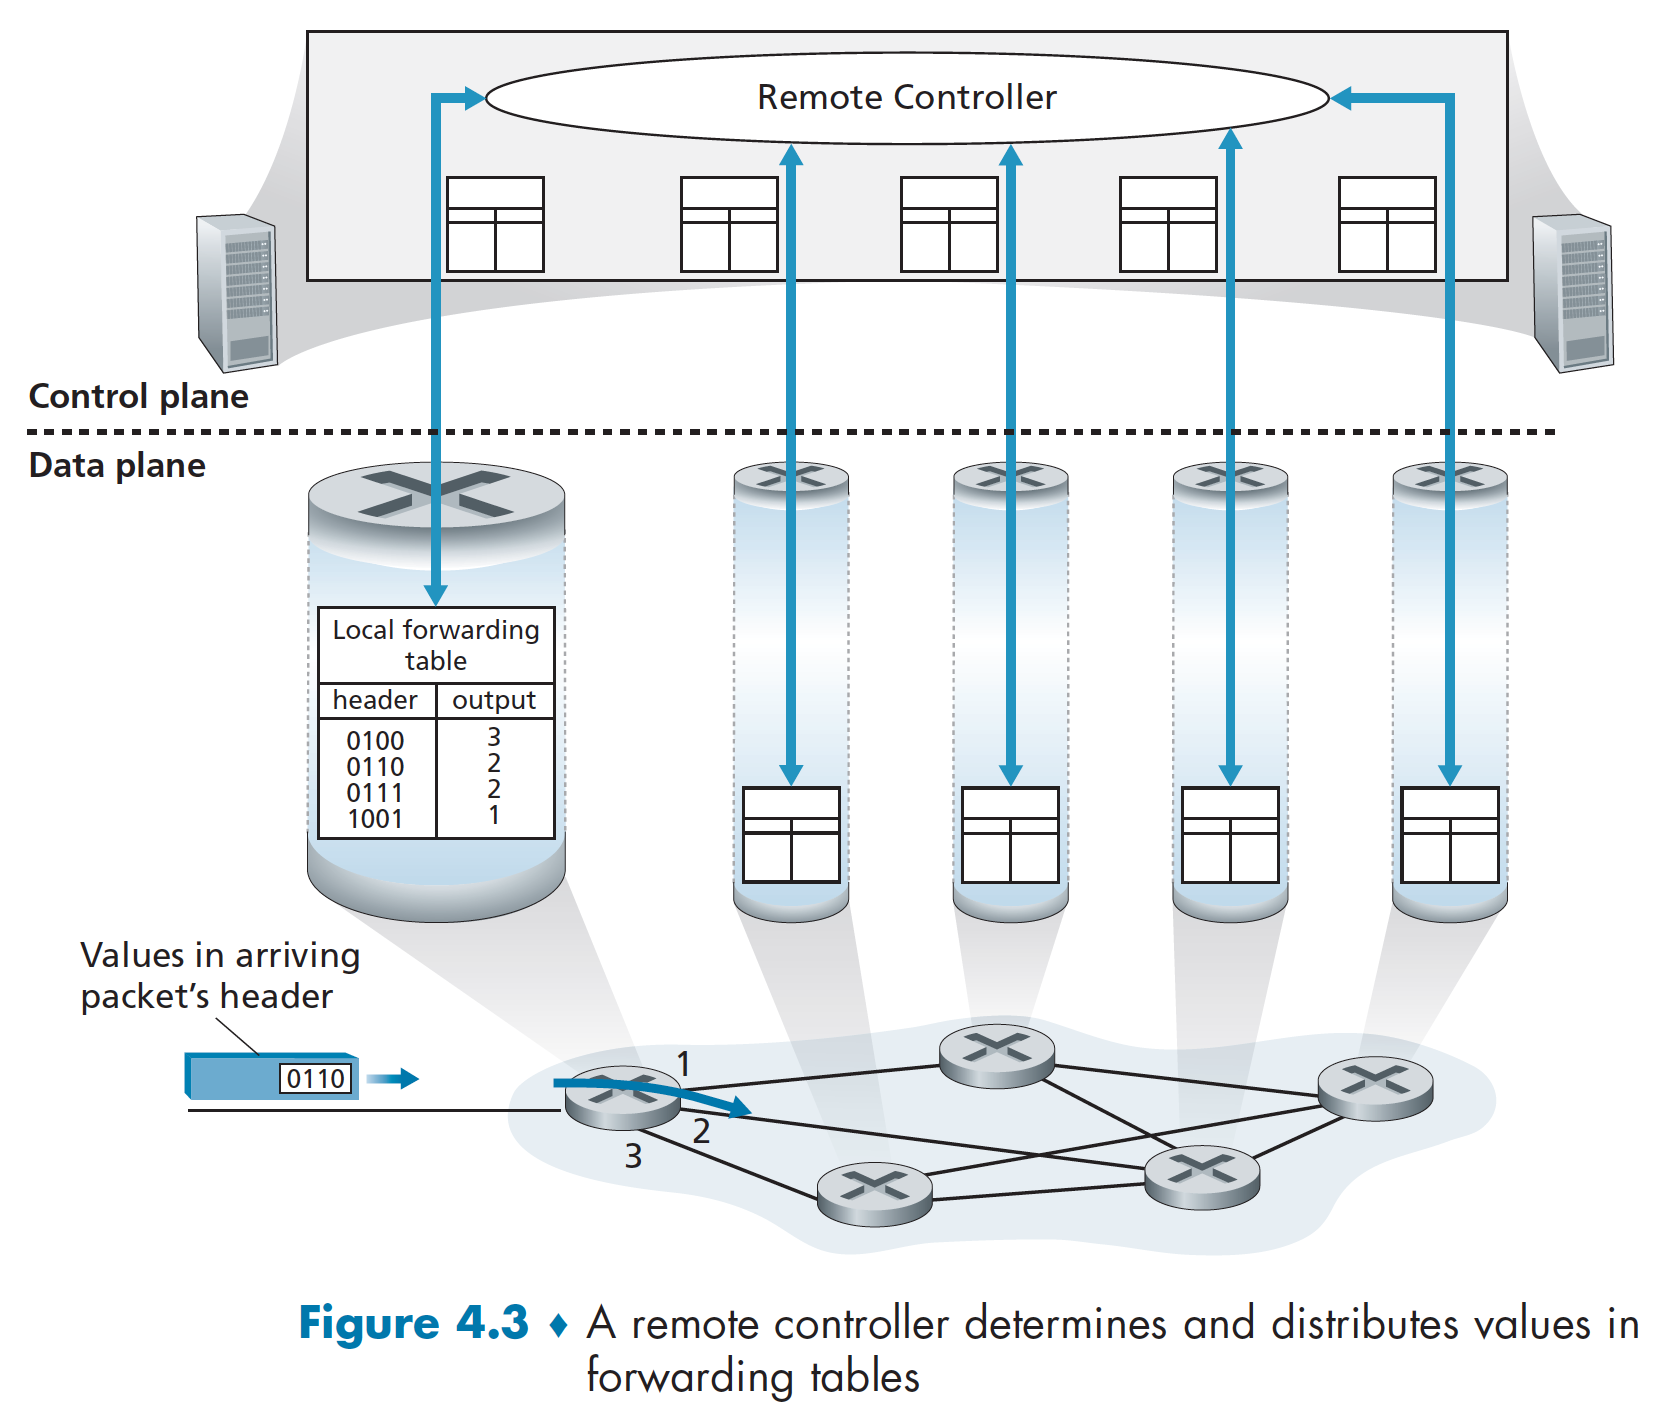 Remote Controller
Control plane
Data plane
Local forwarding
table
header output
0100 3
0110 2
0111 2
1001 1
Values in arriving
packet’s header
0110
1
2
3
Figure 4.3 ♦ A remote controller determines and distributes values in
forwarding tables